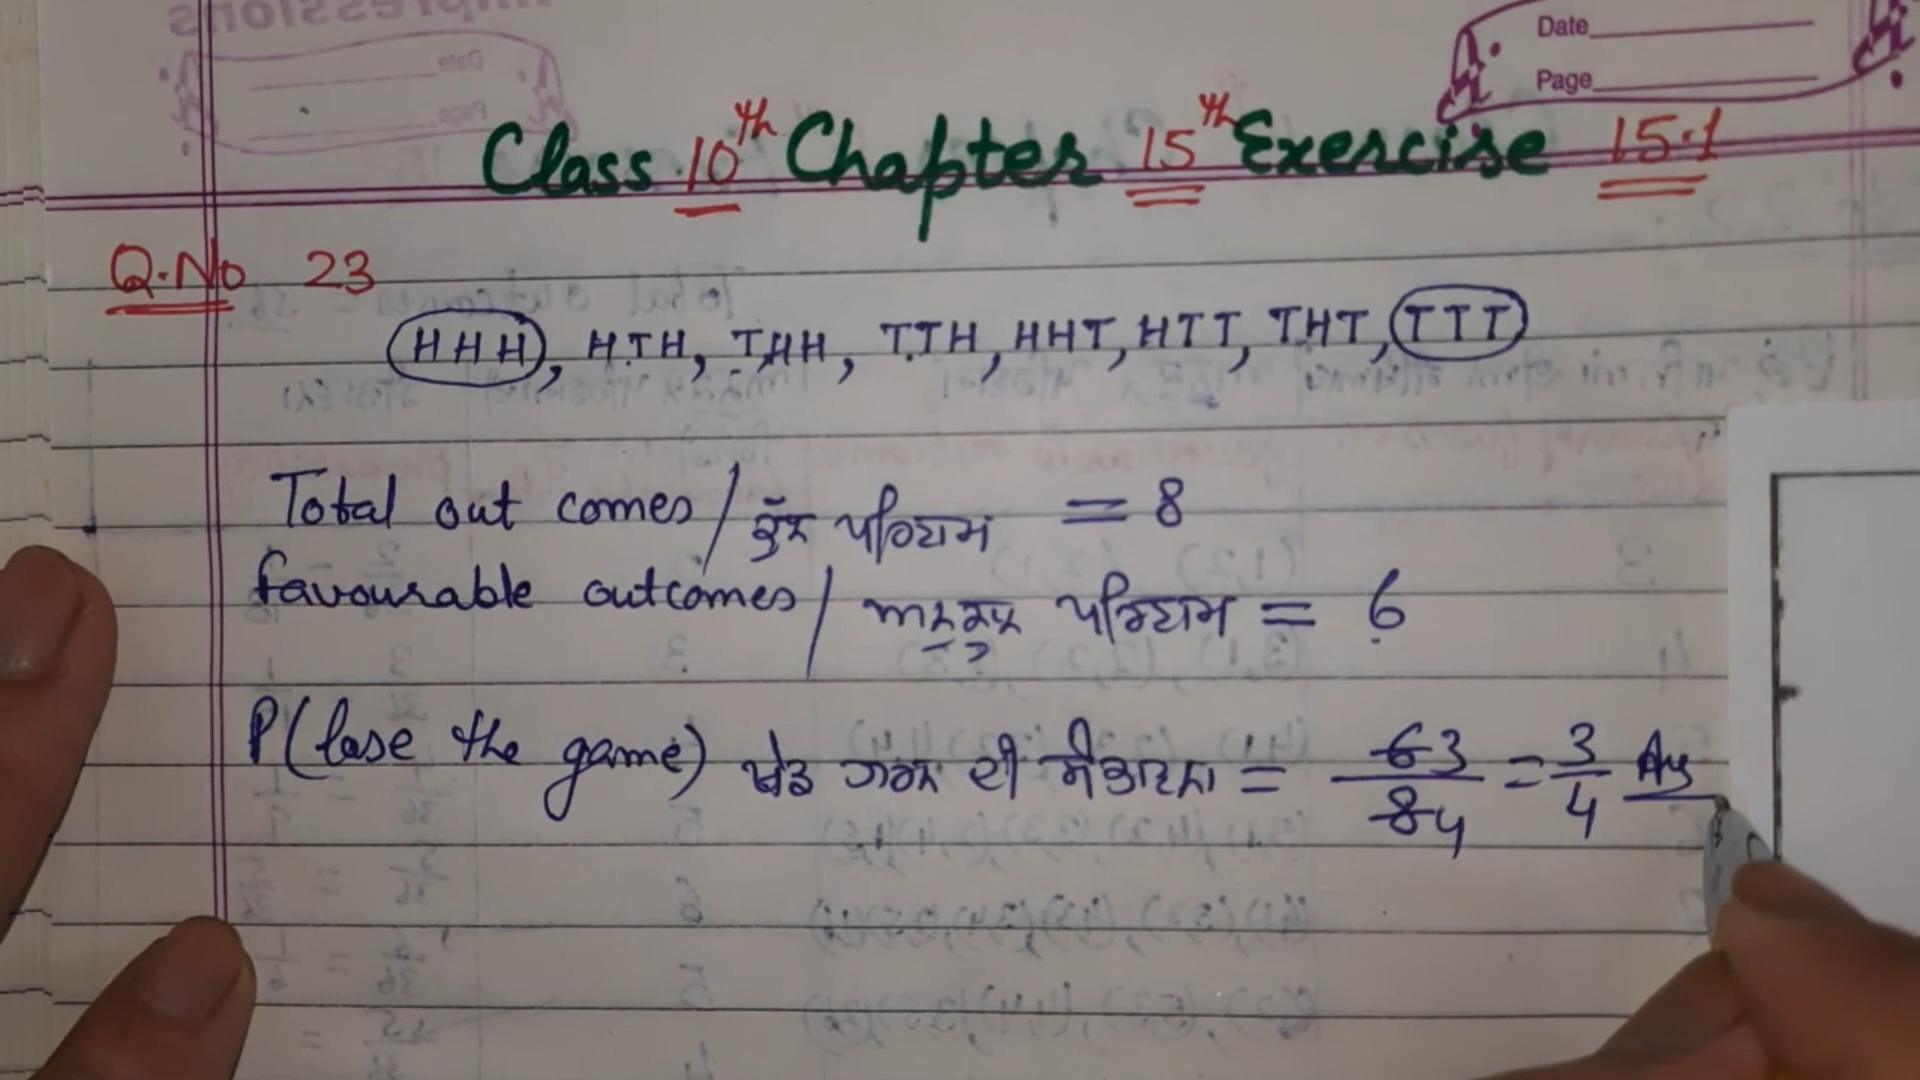 Date
Page
Class 10th Chapter 15th Exercise 15.1
Q.No 23
HHH, HTH, THH, TTH, HHT, HTT, THT, TTT
Total out comes / ਕੁੱਲ ਪਰਿਣਾਮ = 8
favourable outcomes / ਅਨੁਕੂਲ ਪਰਿਣਾਮ = 6
P(lose the game) ਖੇਡ ਹਾਰਨ ਦੀ ਸੰਭਾਵਨਾ = 6 3 / 8 4 = 3/4 Ans